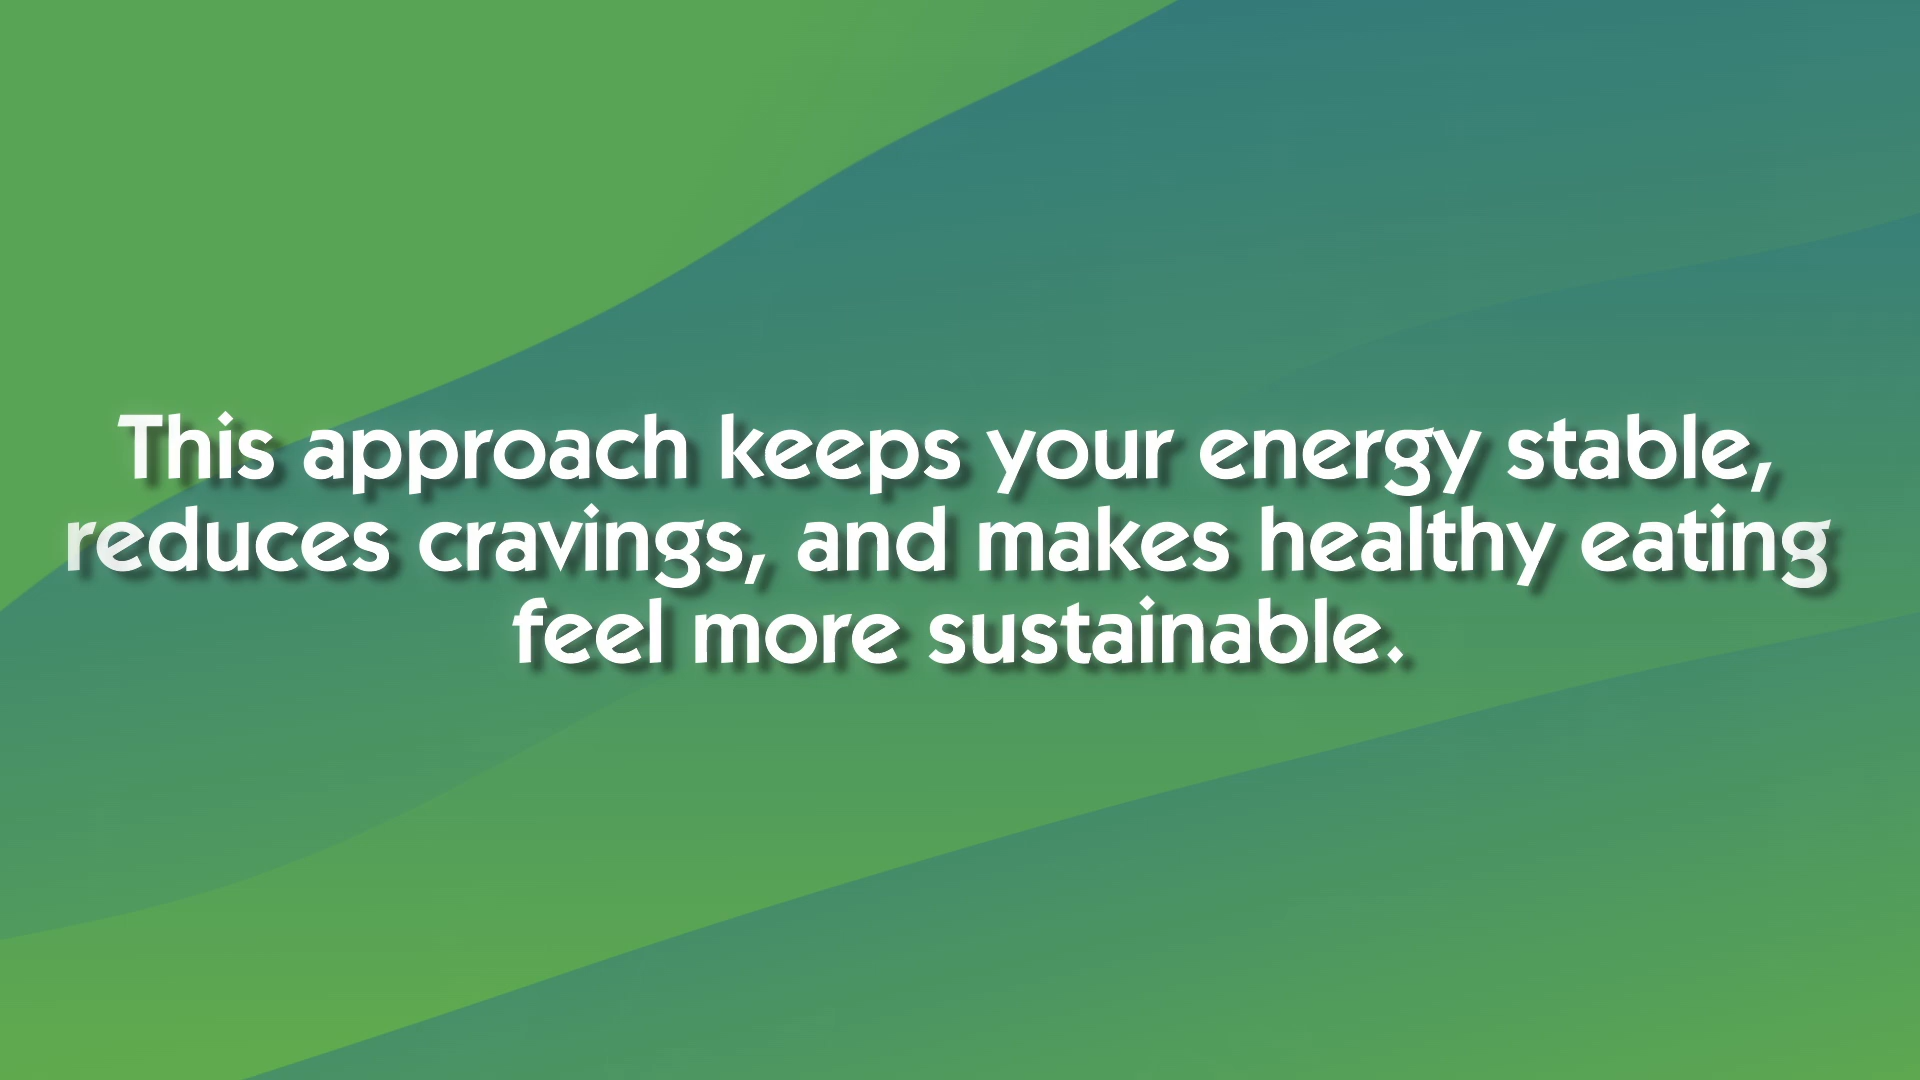 This approach keeps your energy stable,
reduces cravings, and makes healthy eating
feel more sustainable.